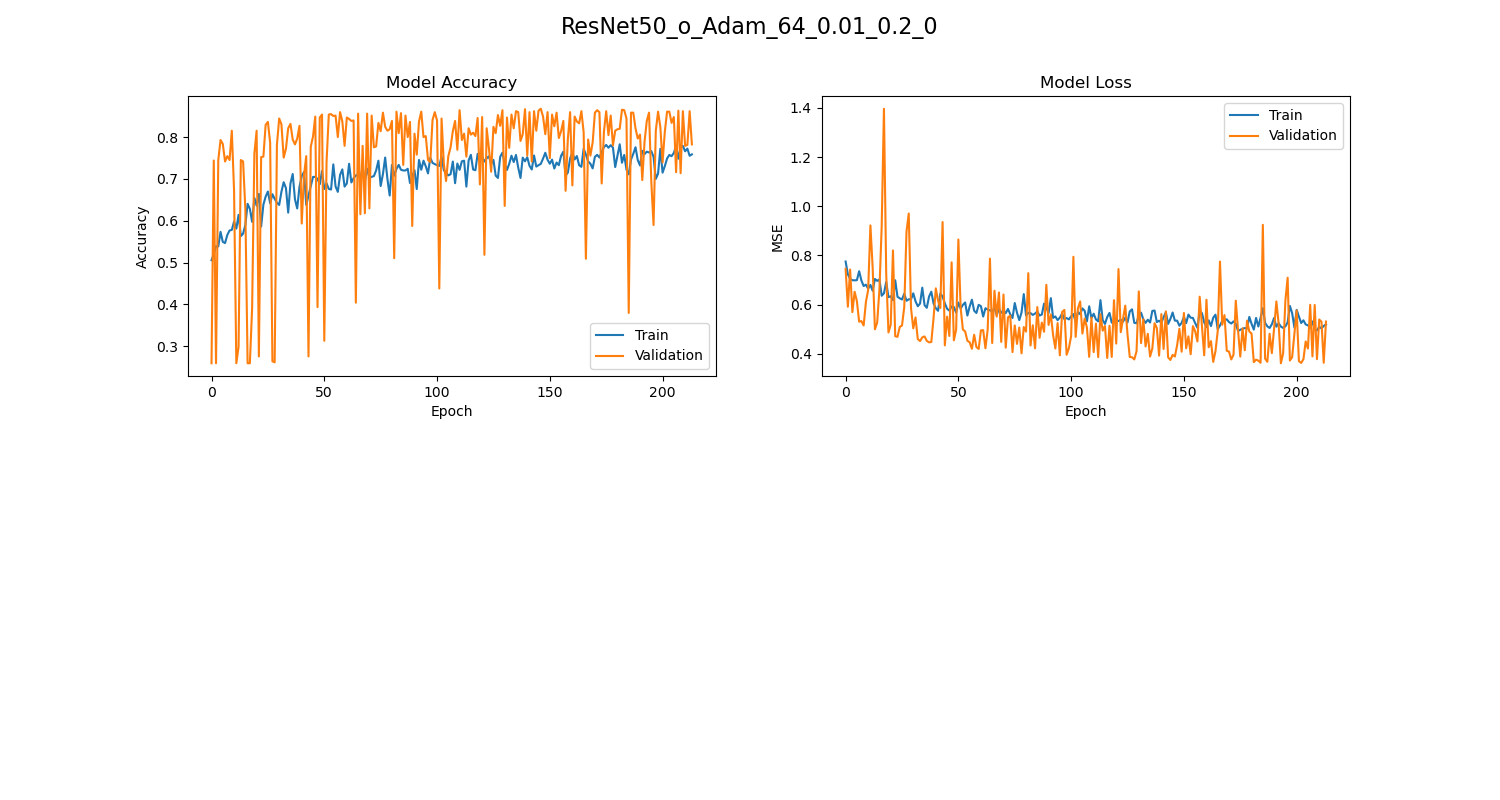 ResNet50_o_Adam_64_0.01_0.2_0
Model Accuracy
Accuracy
0.8
0.7
0.6
0.5
0.4
0.3
Train
Validation
0
50
100
150
200
Epoch
Model Loss
MSE
1.4
1.2
1.0
0.8
0.6
0.4
Train
Validation
0
50
100
150
200
Epoch